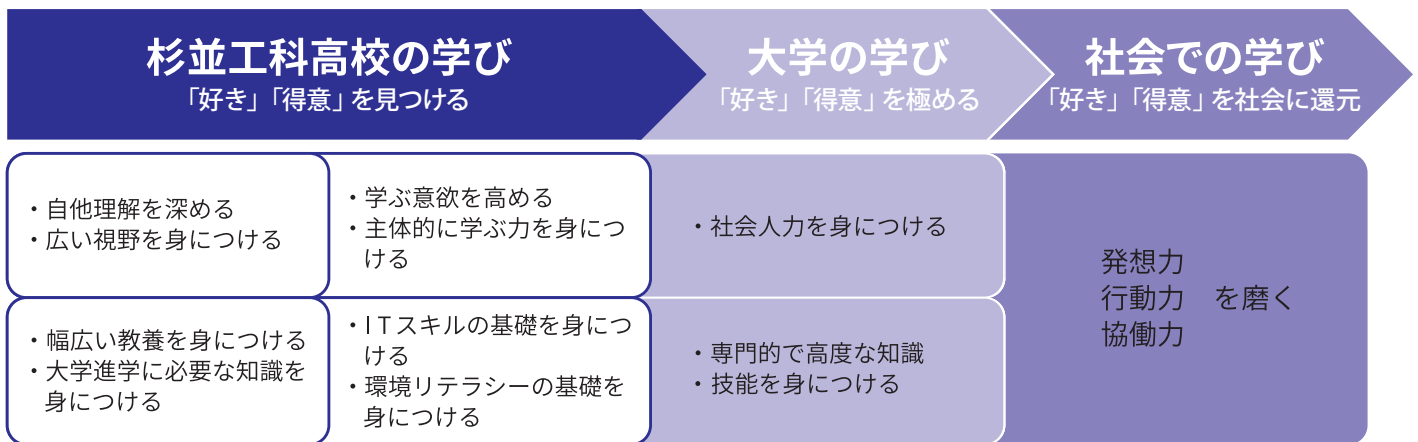 杉並工科高校の学び
「好き」「得意」を見つける
大学の学び
「好き」「得意」を極める
社会での学び
「好き」「得意」を社会に還元
・自他理解を深める
・広い視野を身につける
・学ぶ意欲を高める
・主体的に学ぶ力を身につ
ける
・社会人力を身につける
・幅広い教養を身につける
・大学進学に必要な知識を
身につける
・ITスキルの基礎を身につ
ける
・環境リテラシーの基礎を
身につける
・専門的で高度な知識
・技能を身につける
発想力
行動力　を磨く
協働力